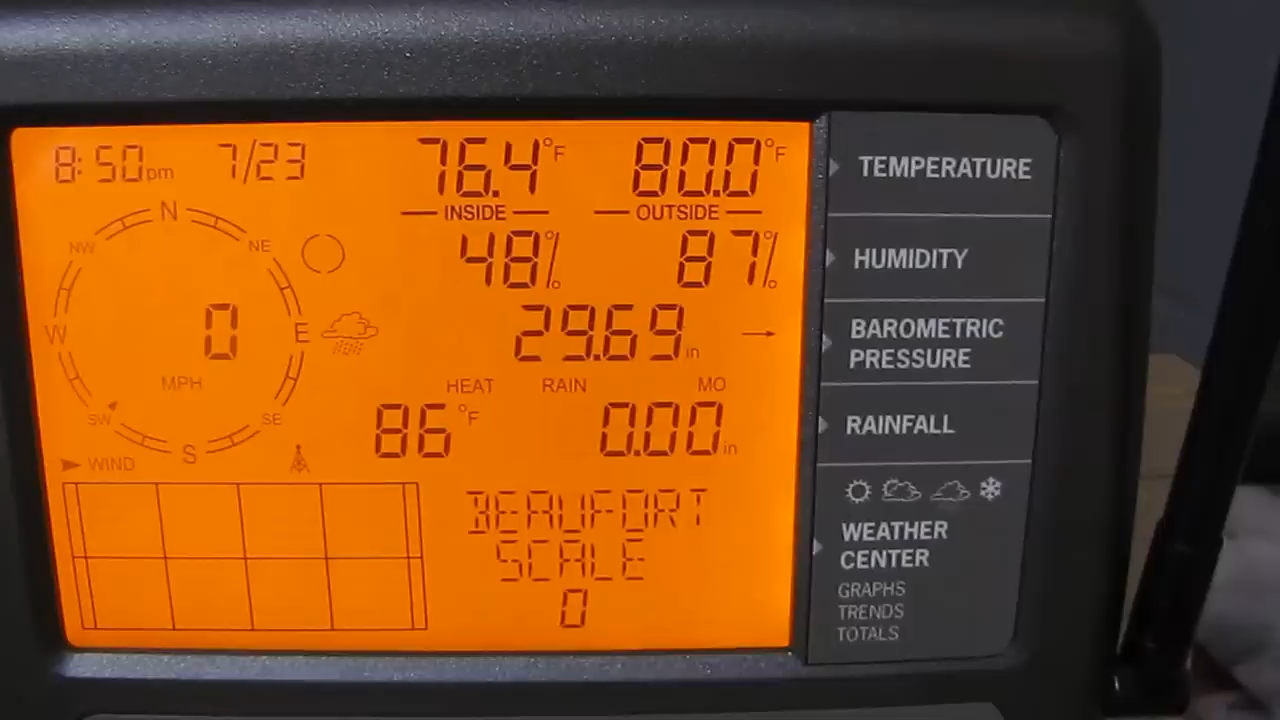 8:50pm 7/23 76.4°F 80.0°F TEMPERATURE
INSIDE OUTSIDE
N
NW NE
48% 87% HUMIDITY
W 0 E 29.69in BAROMETRIC
PRESSURE
MPH HEAT RAIN MO
SW SE 86°F 0.00in RAINFALL
S
WIND
BEAUFORT
SCALE
0
WEATHER
CENTER
GRAPHS
TRENDS
TOTALS